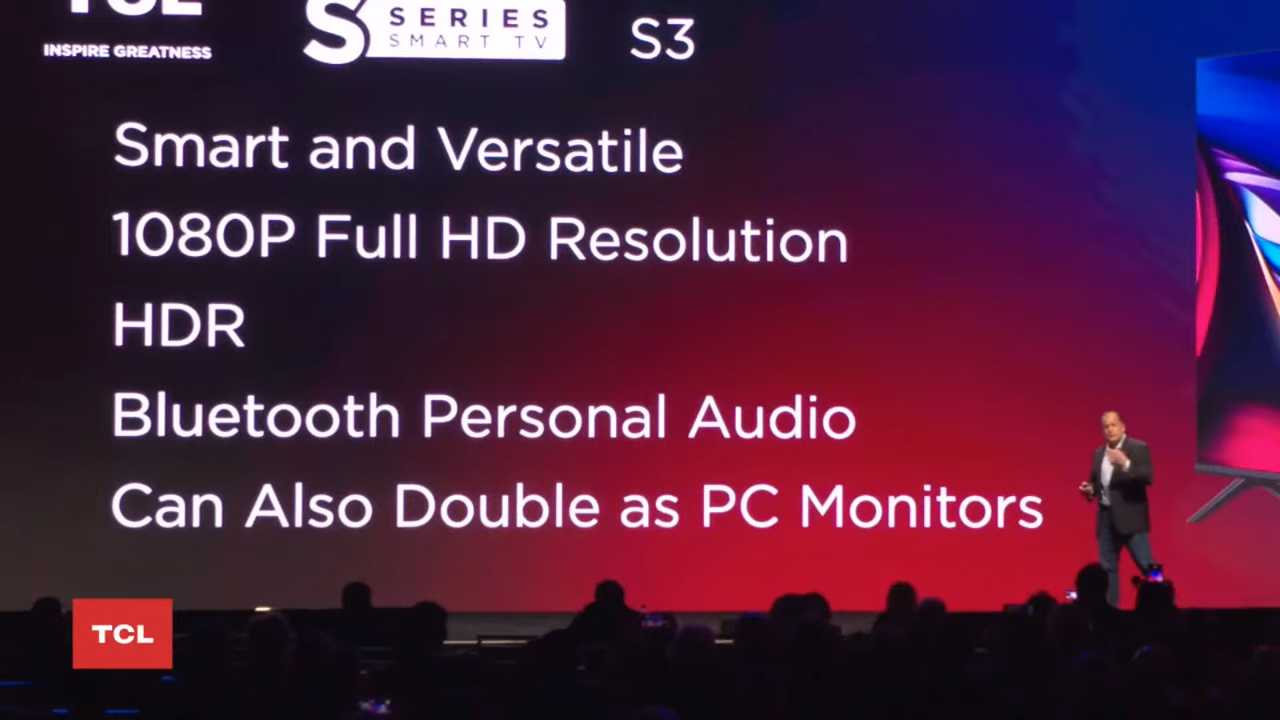 TCL
INSPIRE GREATNESS
S SERIES
SMART TV
S3
Smart and Versatile
1080P Full HD Resolution
HDR
Bluetooth Personal Audio
Can Also Double as PC Monitors
TCL